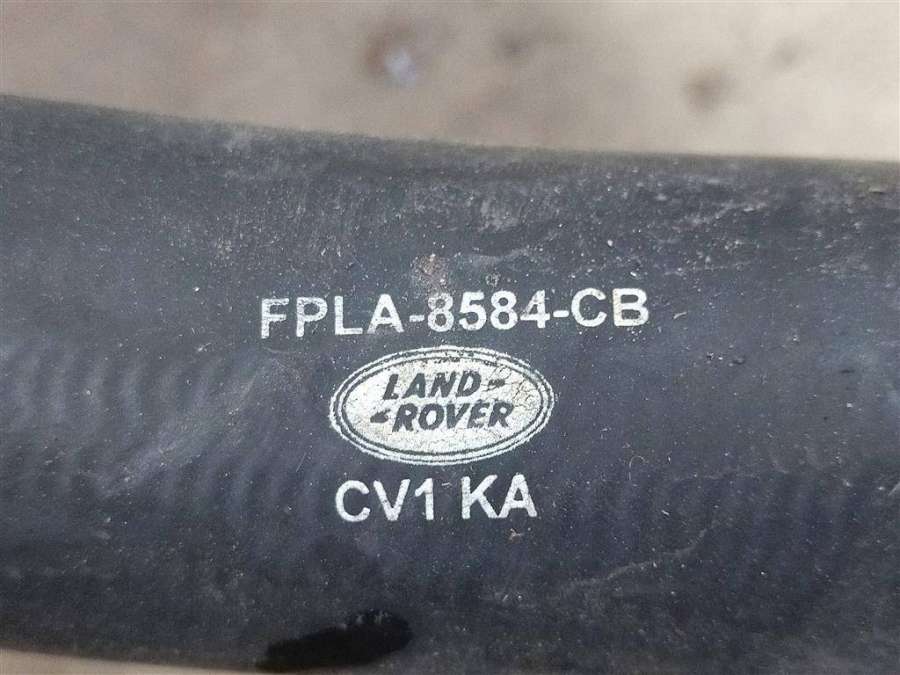 FPLA-8584-CB
LAND-
-ROVER
CV1 KA